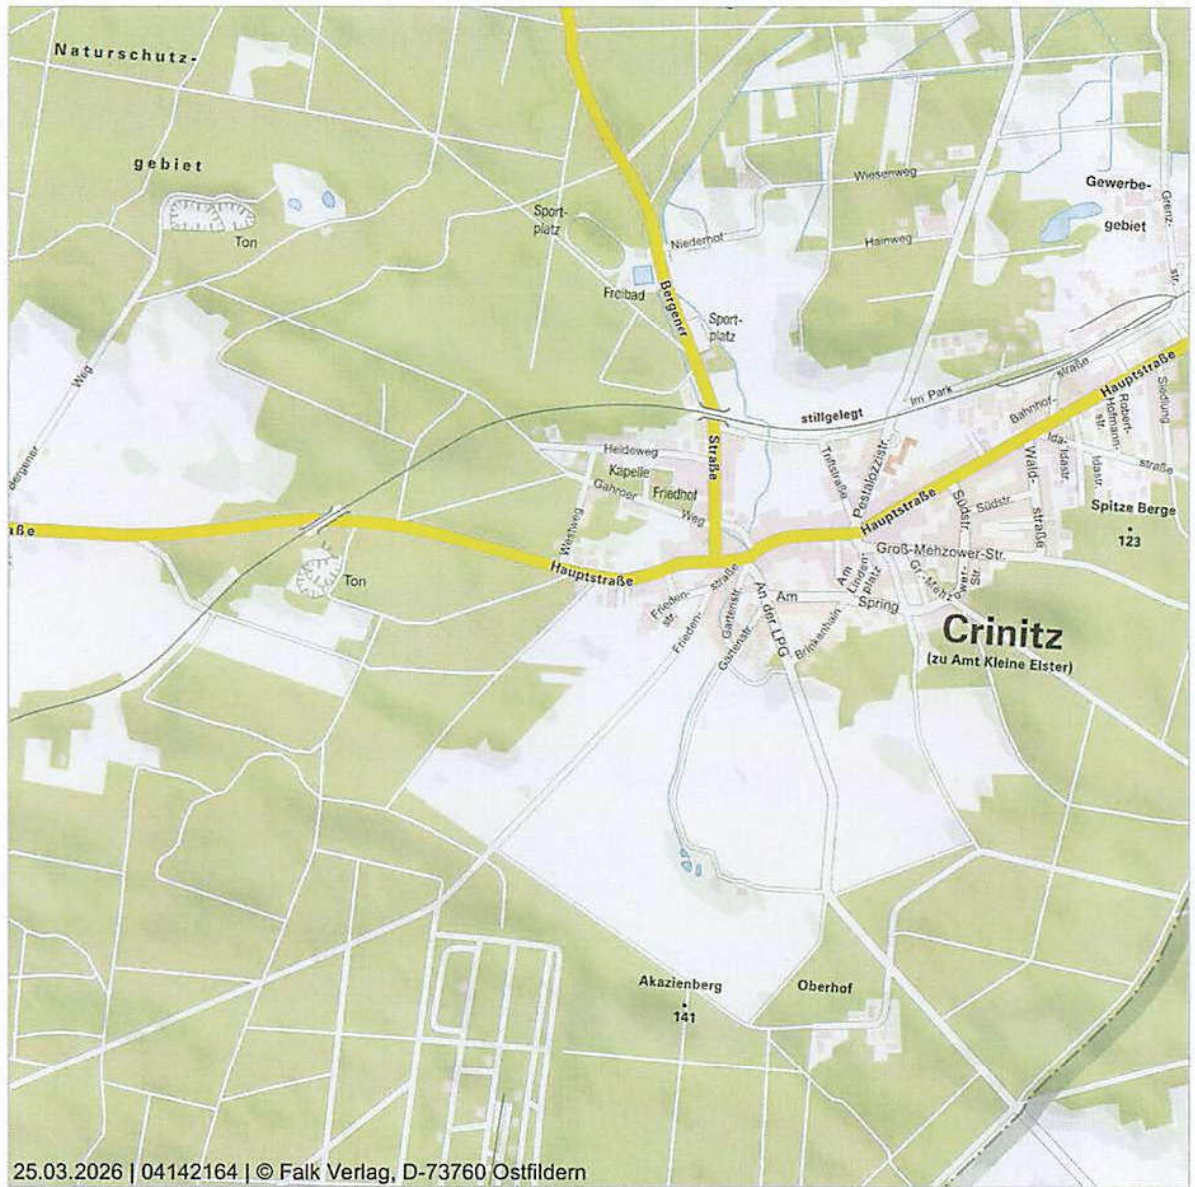 Naturschutz-
gebiet
Ton
Sport-
platz
Freibad
Niederhof
Wiesenweg
Hainweg
Gewerbe-
gebiet
Grenz-
str.
Bergener
Straße
Sport-
platz
stillgelegt
Im Park
Bahnhof-
straße
Hauptstraße
Siedlung
Robert-
Hofmann-
str.
Weg
Heideweg
Kapelle
Friedhof
Gahroer
Weg
Westweg
Triftstraße
Pestalozzistr.
Hauptstraße
Ida-
straße
Idastr.
Idastr.
Wald-
straße
Südstr.
Südstr.
Spitze Berge
123
aße
Ton
Hauptstraße
Groß-Mehzower-Str.
Gr.-Mehzower-
Str.
Am
Linden-
platz
Frieden-
str.
Frieden-
straße
Gartenstr.
Gartenstr.
An der LPG
Am
Spring
Brinkenhain
Crinitz
(zu Amt Kleine Elster)
Akazienberg
141
Oberhof
25.03.2026 | 04142164 | © Falk Verlag, D-73760 Ostfildern